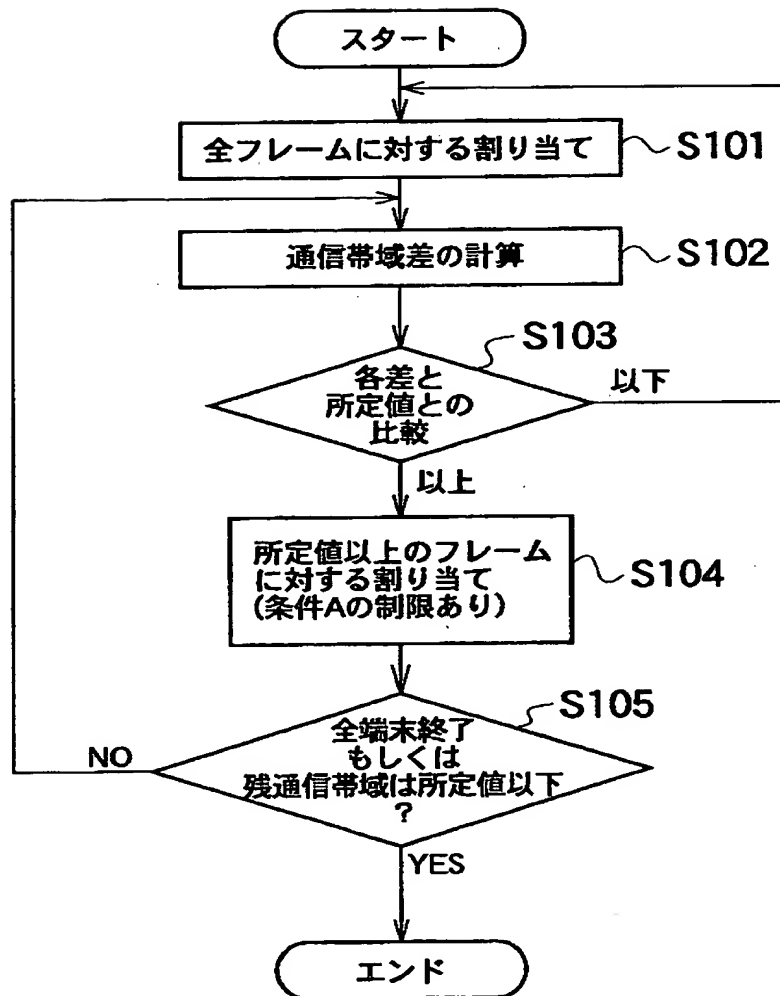 スタート
全フレームに対する割り当て
S101
通信帯域差の計算
S102
S103
各差と
所定値との
比較
以下
以上
所定値以上のフレーム
に対する割り当て
(条件Aの制限あり)
S104
S105
全端末終了
もしくは
残通信帯域は所定値以下
?
NO
YES
エンド